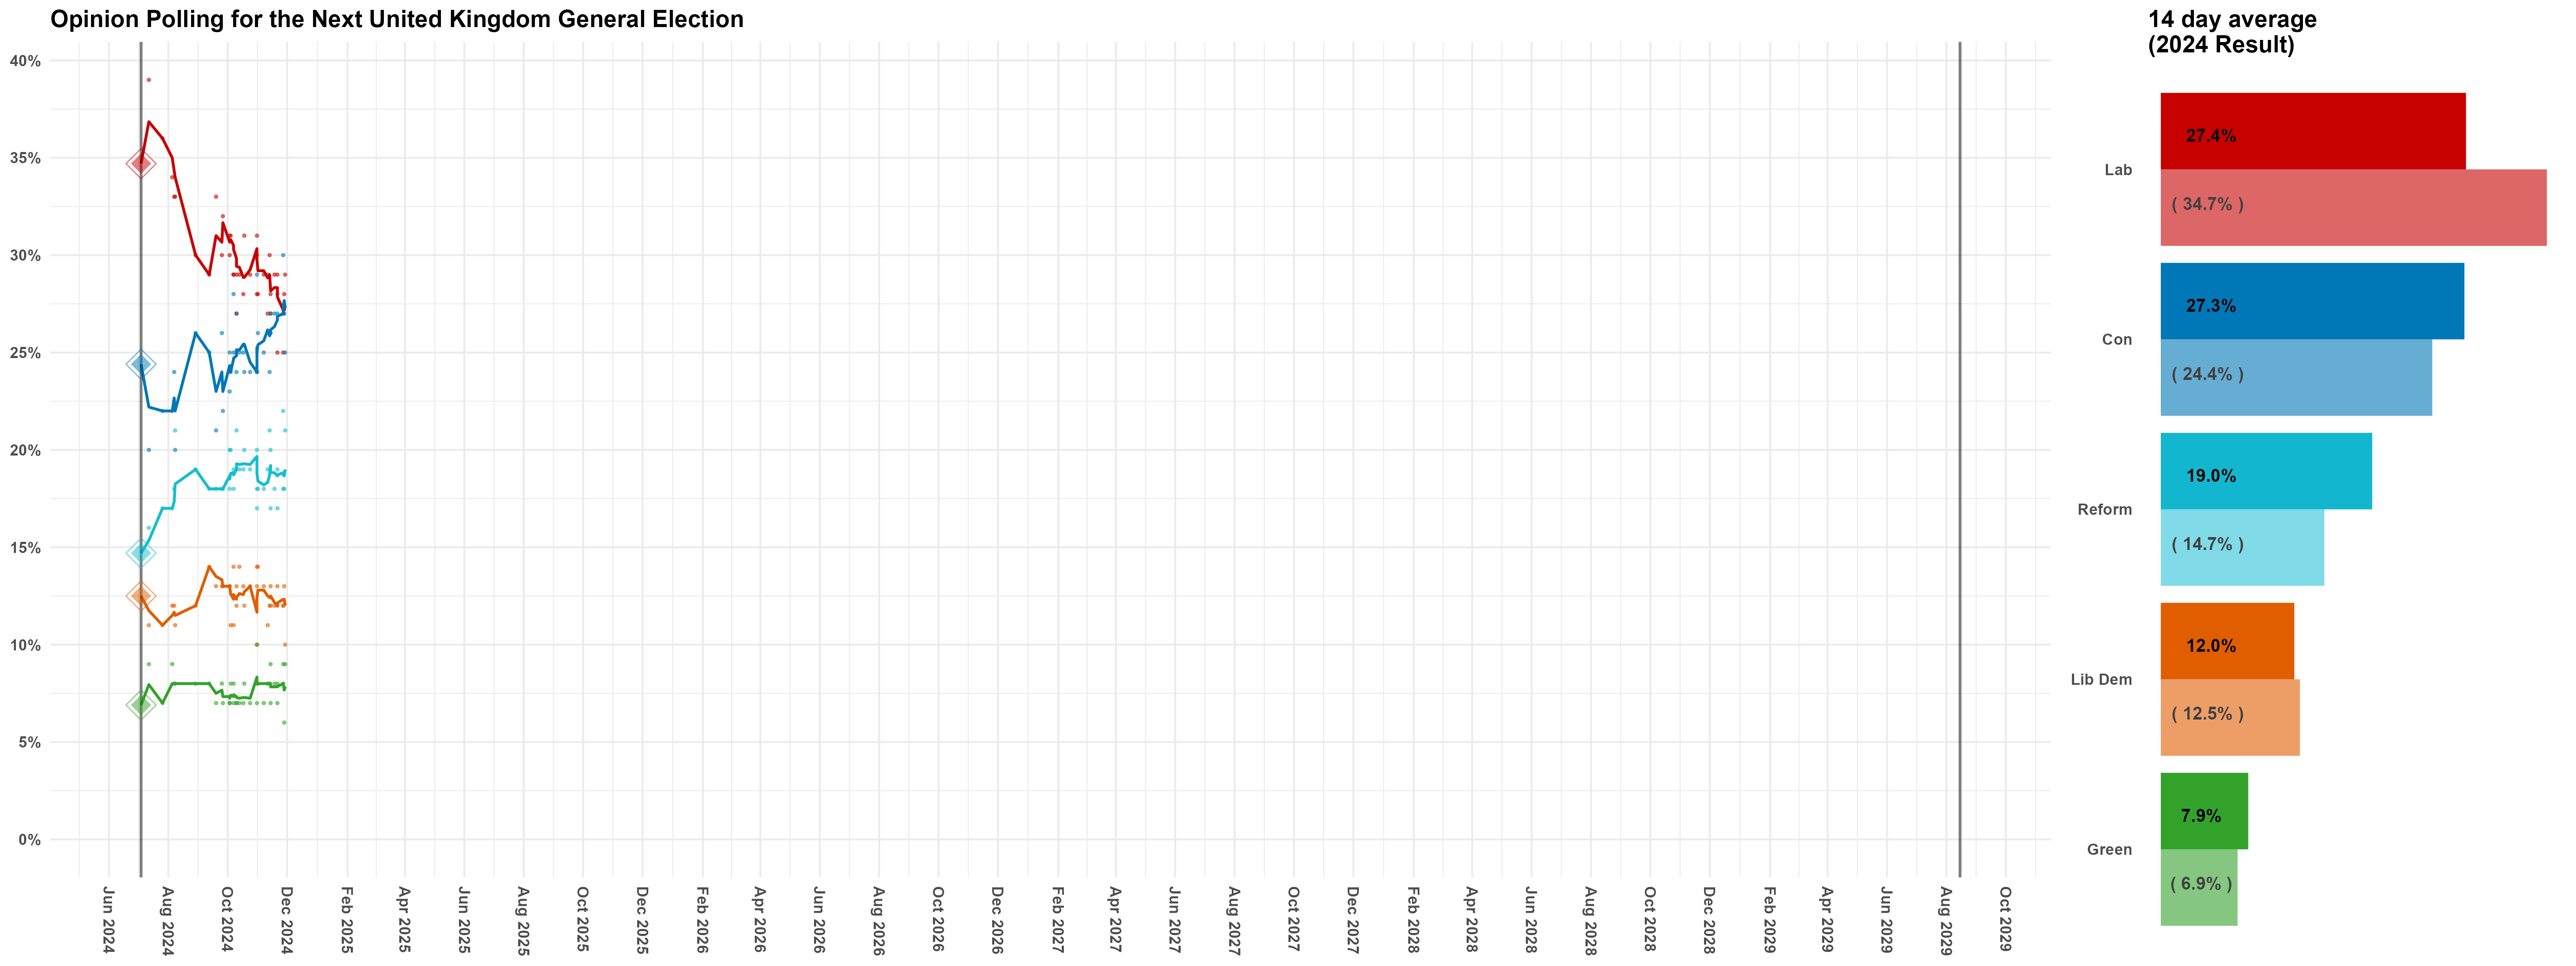 Opinion Polling for the Next United Kingdom General Election
40%
35%
30%
25%
20%
15%
10%
5%
0%
Jun 2024
Aug 2024
Oct 2024
Dec 2024
Feb 2025
Apr 2025
Jun 2025
Aug 2025
Oct 2025
Dec 2025
Feb 2026
Apr 2026
Jun 2026
Aug 2026
Oct 2026
Dec 2026
Feb 2027
Apr 2027
Jun 2027
Aug 2027
Oct 2027
Dec 2027
Feb 2028
Apr 2028
Jun 2028
Aug 2028
Oct 2028
Dec 2028
Feb 2029
Apr 2029
Jun 2029
Aug 2029
Oct 2029
14 day average
(2024 Result)
Lab
27.4%
( 34.7% )
Con
27.3%
( 24.4% )
Reform
19.0%
( 14.7% )
Lib Dem
12.0%
( 12.5% )
Green
7.9%
( 6.9% )